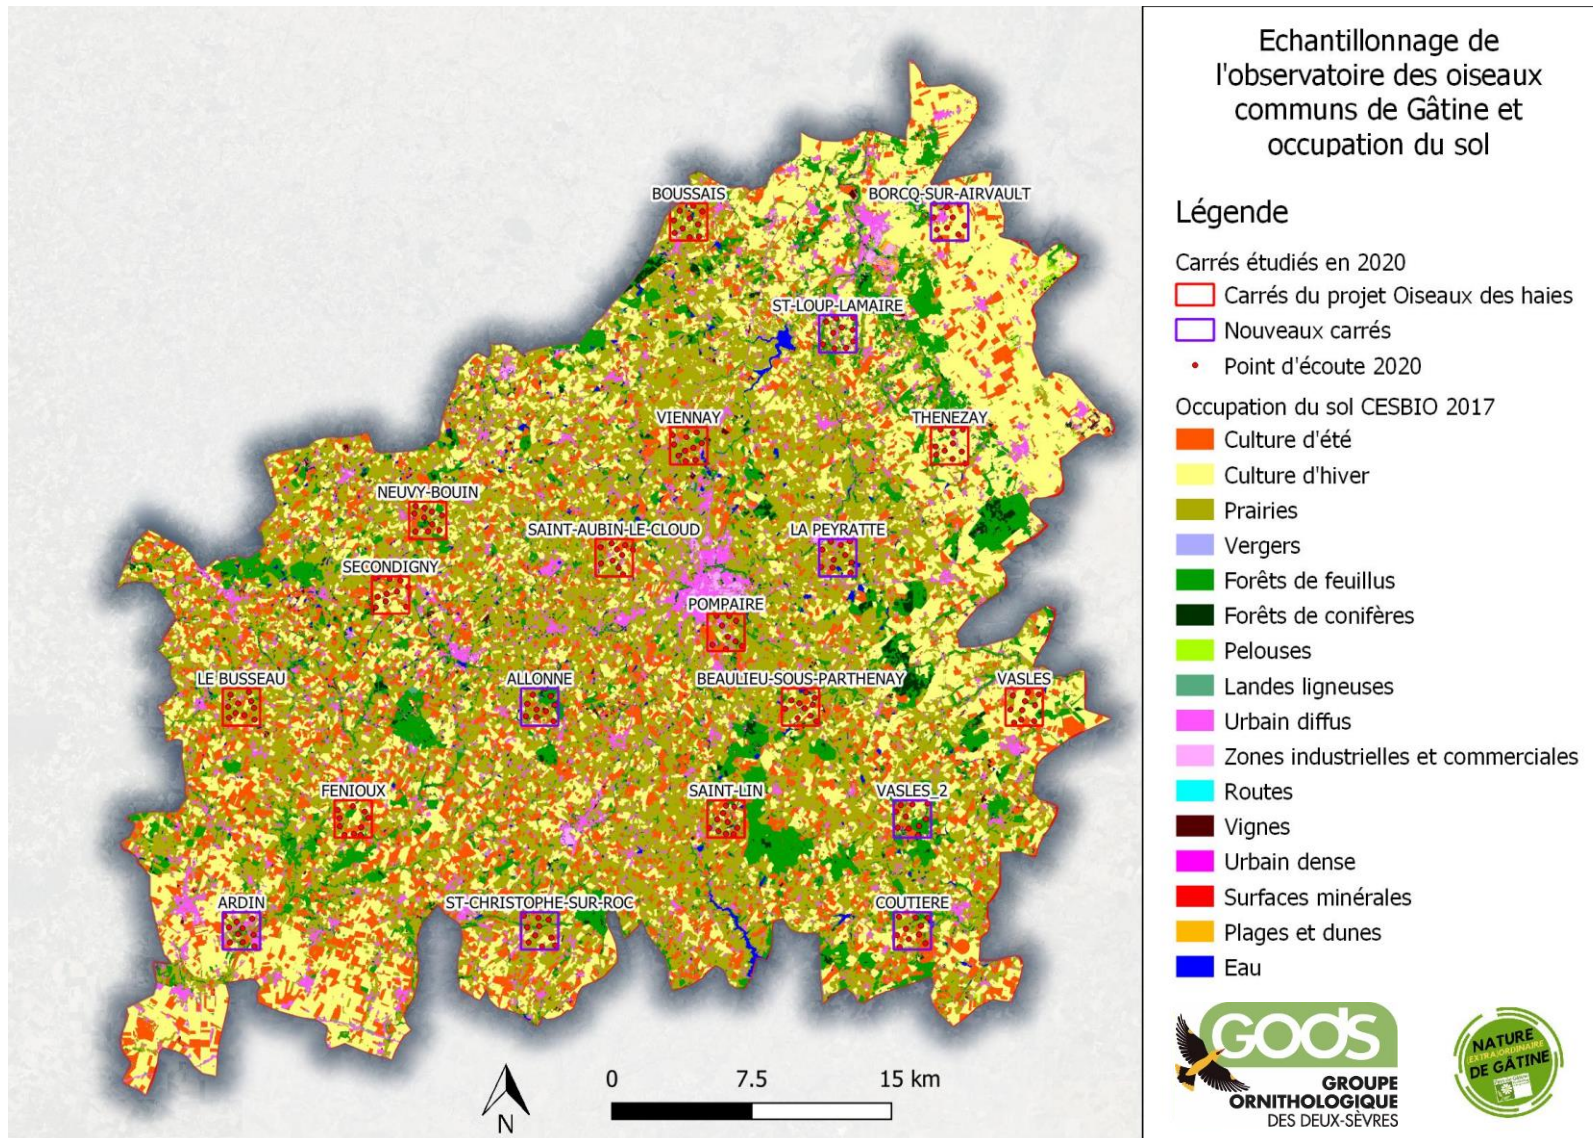 Echantillonnage de
l'observatoire des oiseaux
communs de Gâtine et
occupation du sol
Légende
Carrés étudiés en 2020
Carrés du projet Oiseaux des haies
Nouveaux carrés
Point d'écoute 2020
Occupation du sol CESBIO 2017
Culture d'été
Culture d'hiver
Prairies
Vergers
Forêts de feuillus
Forêts de conifères
Pelouses
Landes ligneuses
Urbain diffus
Zones industrielles et commerciales
Routes
Vignes
Urbain dense
Surfaces minérales
Plages et dunes
Eau
BOUSSAIS
BORCQ-SUR-AIRVAULT
ST-LOUP-LAMAIRE
VIENNAY
THENEZAY
NEUVY-BOUIN
SAINT-AUBIN-LE-CLOUD
LA PEYRATTE
SECONDIGNY
POMPAIRE
LE BUSSEAU
ALLONNE
BEAULIEU-SOUS-PARTHENAY
VASLES
FENIOUX
SAINT-LIN
VASLES_2
ARDIN
ST-CHRISTOPHE-SUR-ROC
COUTIERE
N
0 7.5 15 km
GODS
GROUPE
ORNITHOLOGIQUE
DES DEUX-SÈVRES
NATURE
EXTRAORDINAIRE
DE GÂTINE